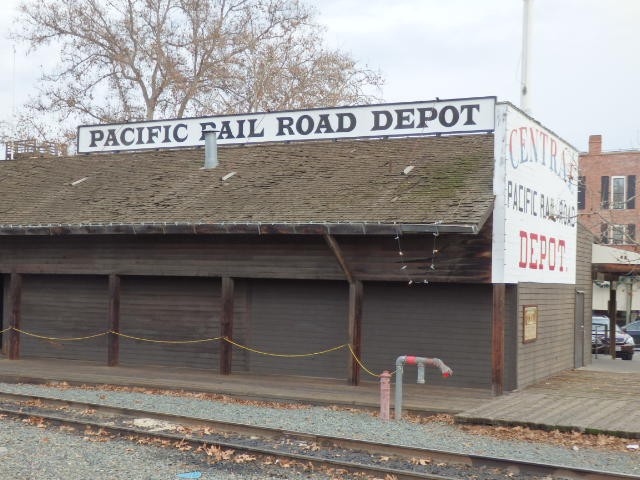 PACIFIC RAIL ROAD DEPOT
CENTRAL
PACIFIC RAIL ROAD
DEPOT.